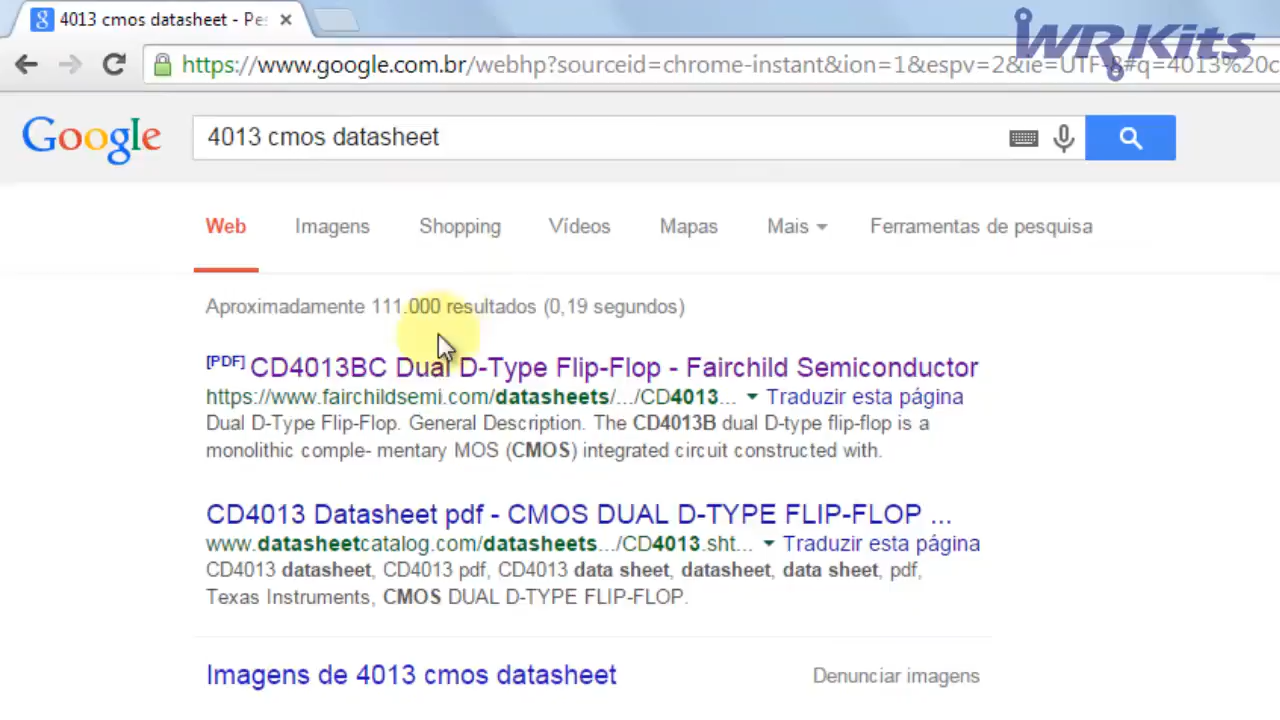 4013 cmos datasheet - Pes
WR Kits
https://www.google.com.br/webhp?sourceid=chrome-instant&ion=1&espv=2&ie=UTF-8#q=4013%20c
Google
4013 cmos datasheet
Web Imagens Shopping Vídeos Mapas Mais Ferramentas de pesquisa
Aproximadamente 111.000 resultados (0,19 segundos)
[PDF] CD4013BC Dual D-Type Flip-Flop - Fairchild Semiconductor
https://www.fairchildsemi.com/datasheets/.../CD4013... Traduzir esta página
Dual D-Type Flip-Flop. General Description. The CD4013B dual d-type flip-flop is a
monolithic comple- mentary MOS (CMOS) integrated circuit constructed with.
CD4013 Datasheet pdf - CMOS DUAL D-TYPE FLIP-FLOP ...
www.datasheetcatalog.com/datasheets.../CD4013.sht... Traduzir esta página
CD4013 datasheet, CD4013 pdf, CD4013 data sheet, datasheet, data sheet, pdf,
Texas Instruments, CMOS DUAL D-TYPE FLIP-FLOP.
Imagens de 4013 cmos datasheet Denunciar imagens